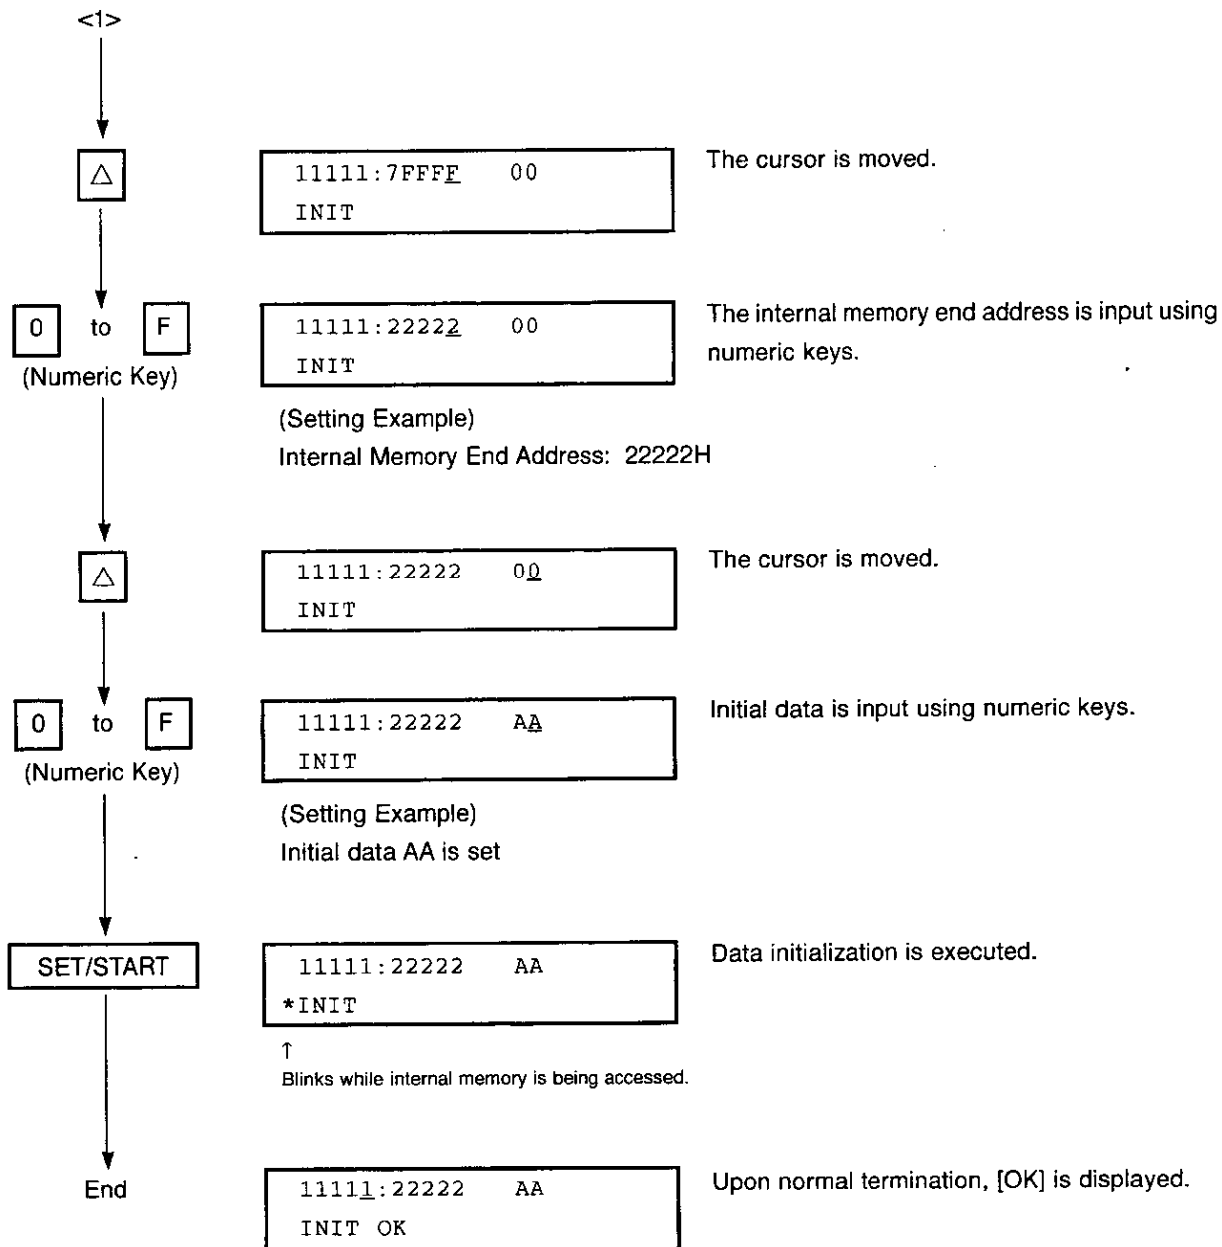 <1>
△
11111:7FFFF 00
INIT
The cursor is moved.
0 to F
(Numeric Key)
11111:22222 00
INIT
The internal memory end address is input using
numeric keys.
(Setting Example)
Internal Memory End Address: 22222H
△
11111:22222 00
INIT
The cursor is moved.
0 to F
(Numeric Key)
11111:22222 AA
INIT
Initial data is input using numeric keys.
(Setting Example)
Initial data AA is set
SET/START
11111:22222 AA
*INIT
Data initialization is executed.
↑
Blinks while internal memory is being accessed.
End
11111:22222 AA
INIT OK
Upon normal termination, [OK] is displayed.